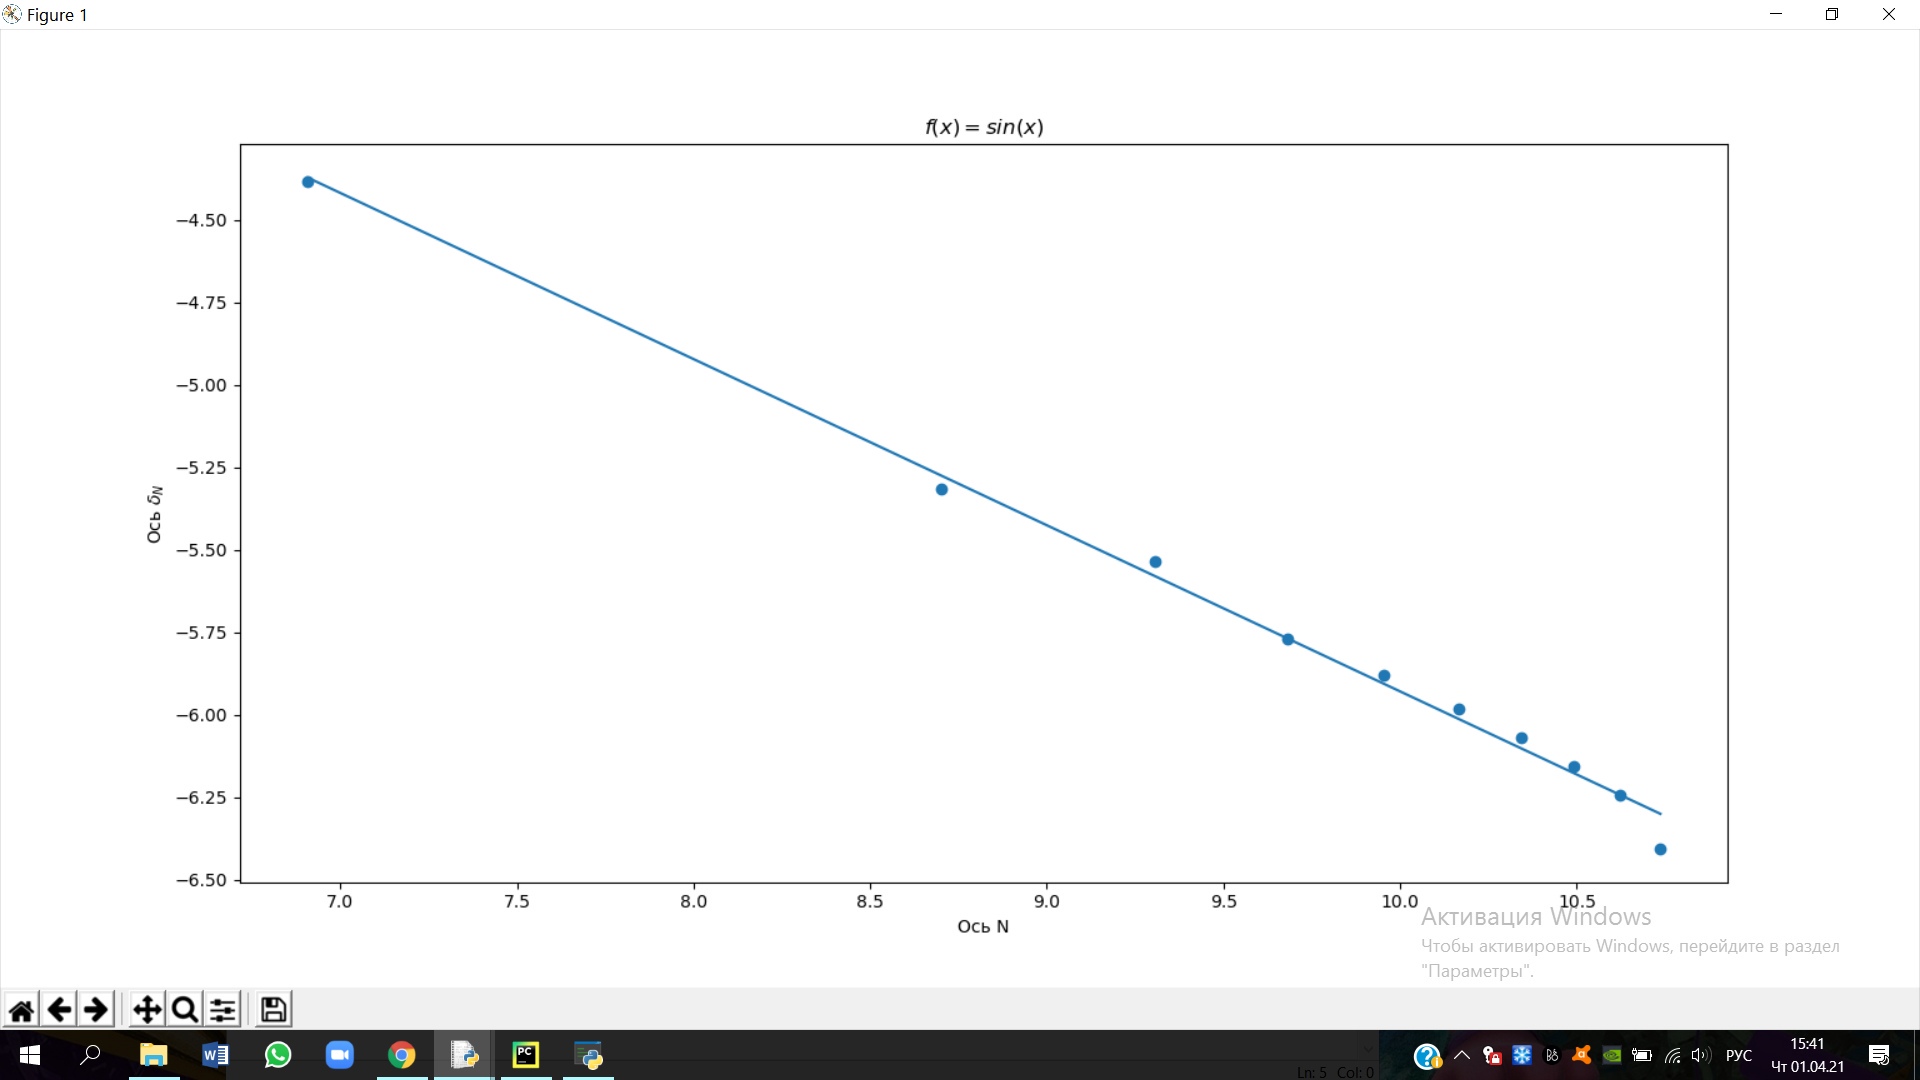 Figure 1
f(x) = sin(x)
−4.50
−4.75
−5.00
−5.25
−5.50
−5.75
−6.00
−6.25
−6.50
Ось δN
7.0 7.5 8.0 8.5 9.0 9.5 10.0 10.5
Ось N
Активация Windows
Чтобы активировать Windows, перейдите в раздел
"Параметры".
PC
Ln: 5 Col: 0
РУС
15:41
Чт 01.04.21